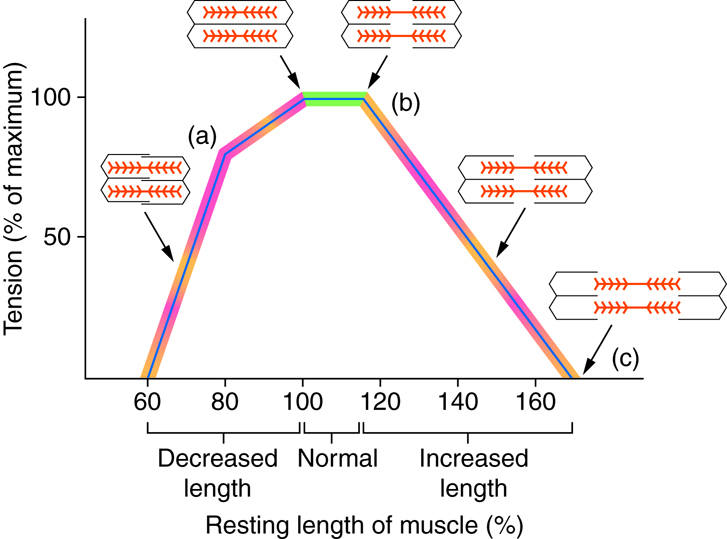 Tension (% of maximum)
100
50
(a)
(b)
(c)
60 80 100 120 140 160
Decreased length
Normal
Increased length
Resting length of muscle (%)